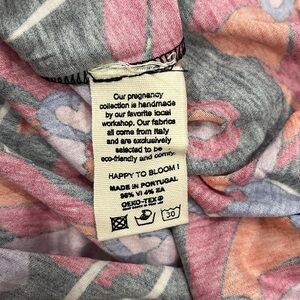 Our pregnancy
collection is handmade
by our favorite local
workshop. Our fabrics
all come from Italy
and are exclusively
selected to be
eco-friendly and comfy.
HAPPY TO BLOOM !
MADE IN PORTUGAL
96% VI 4% EA
OEKO-TEX®
30°